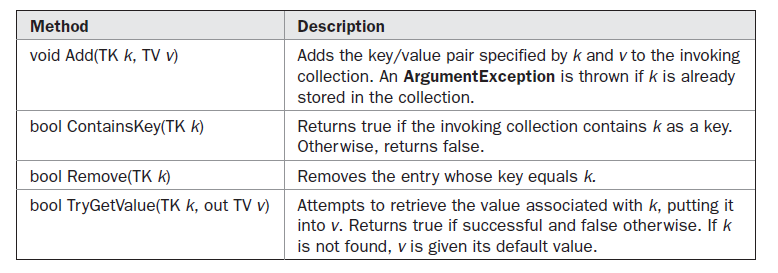 Method Description
void Add(TK k, TV v) Adds the key/value pair specified by k and v to the invoking
collection. An ArgumentException is thrown if k is already
stored in the collection.
bool ContainsKey(TK k) Returns true if the invoking collection contains k as a key.
Otherwise, returns false.
bool Remove(TK k) Removes the entry whose key equals k.
bool TryGetValue(TK k, out TV v) Attempts to retrieve the value associated with k, putting it
into v. Returns true if successful and false otherwise. If k
is not found, v is given its default value.